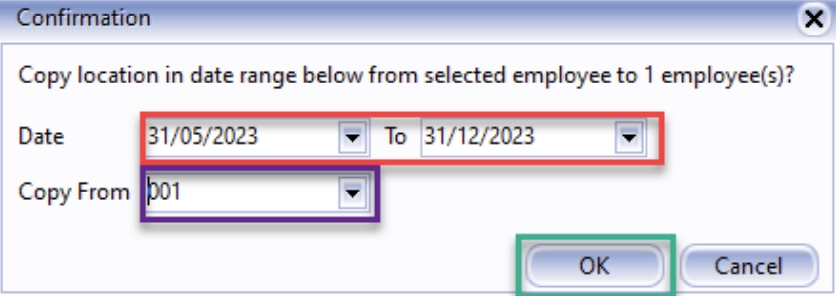 Confirmation
Copy location in date range below from selected employee to 1 employee(s)?
Date 31/05/2023 To 31/12/2023
Copy From 001
OK Cancel